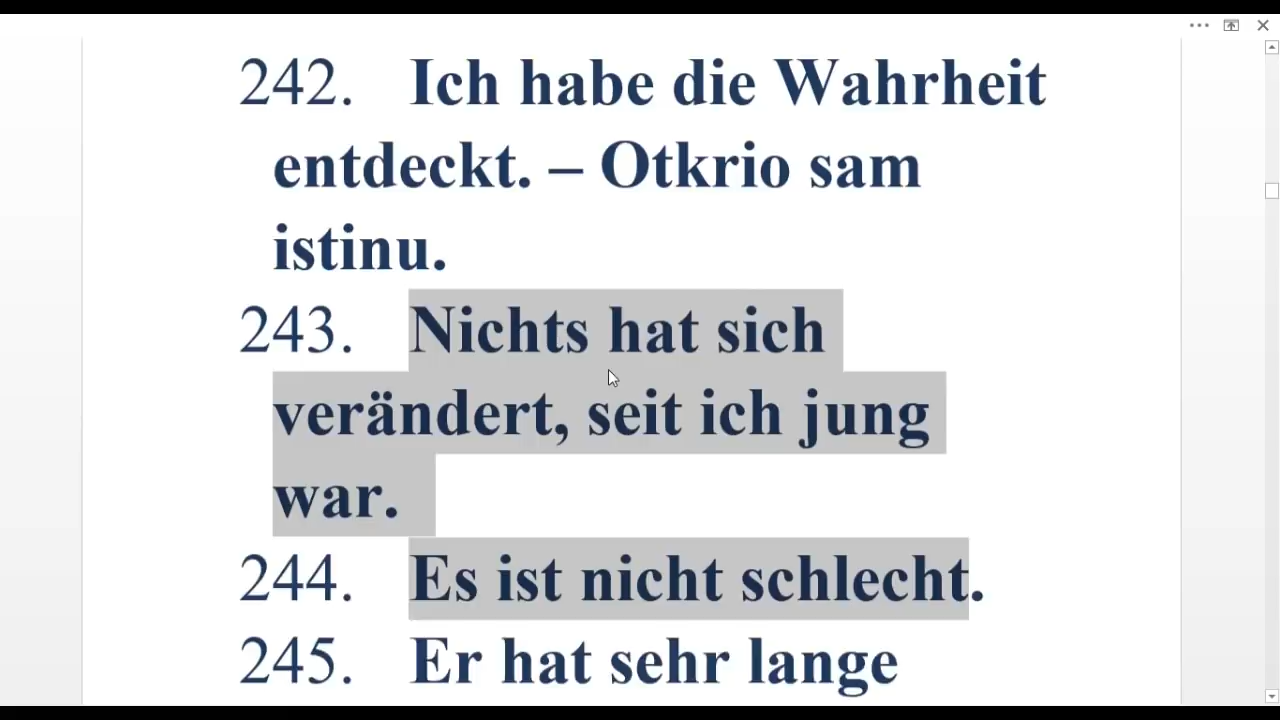 242. Ich habe die Wahrheit
entdeckt. – Otkrio sam
istinu.
243. Nichts hat sich
verändert, seit ich jung
war.
244. Es ist nicht schlecht.
245. Er hat sehr lange